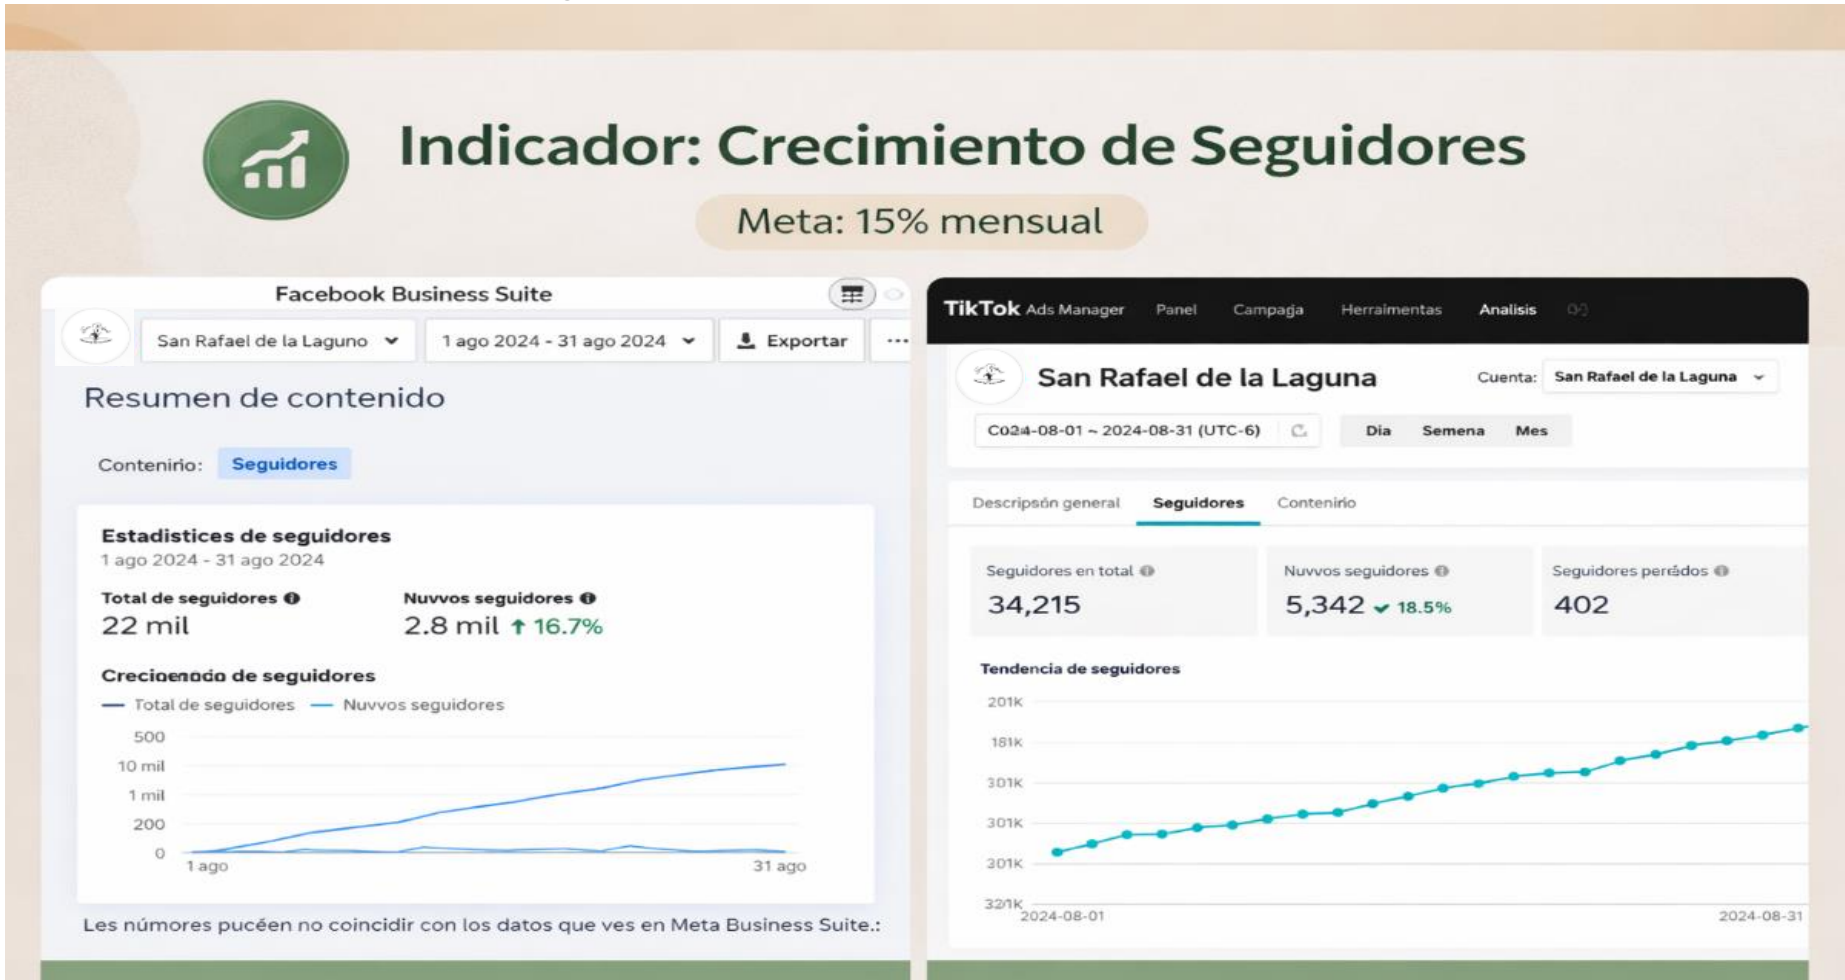 Indicador: Crecimiento de Seguidores
Meta: 15% mensual
Facebook Business Suite
San Rafael de la Laguno
1 ago 2024 - 31 ago 2024
Exportar
Resumen de contenido
Contenirio:
Seguidores
Estadistices de seguidores
1 ago 2024 - 31 ago 2024
Total de seguidores
Nuvvos seguidores
22 mil
2.8 mil ↑ 16.7%
de seguidores
Total de seguidores
Nuvvos seguidores
500
10 mil
1 mil
200
0
1 ago
31 ago
Les númores pucéen no coincidir con los datos que ves en Meta Business Suite.:
TikTok Ads Manager
Panel
Campaga
Herraimentas
Analisis
San Rafael de la Laguna
Cuenta:
San Rafael de la Laguna
C024-08-01 ~ 2024-08-31 (UTC-6)
Dia
Semena
Mes
Descripsón general
Seguidores
Contenirio
Seguidores en total
34,215
Nuvvos seguidores
5,342 18.5%
Seguidores
402
Tendencia de seguidores
201K
181K
301K
301K
301K
2024-08-01
2024-08-31